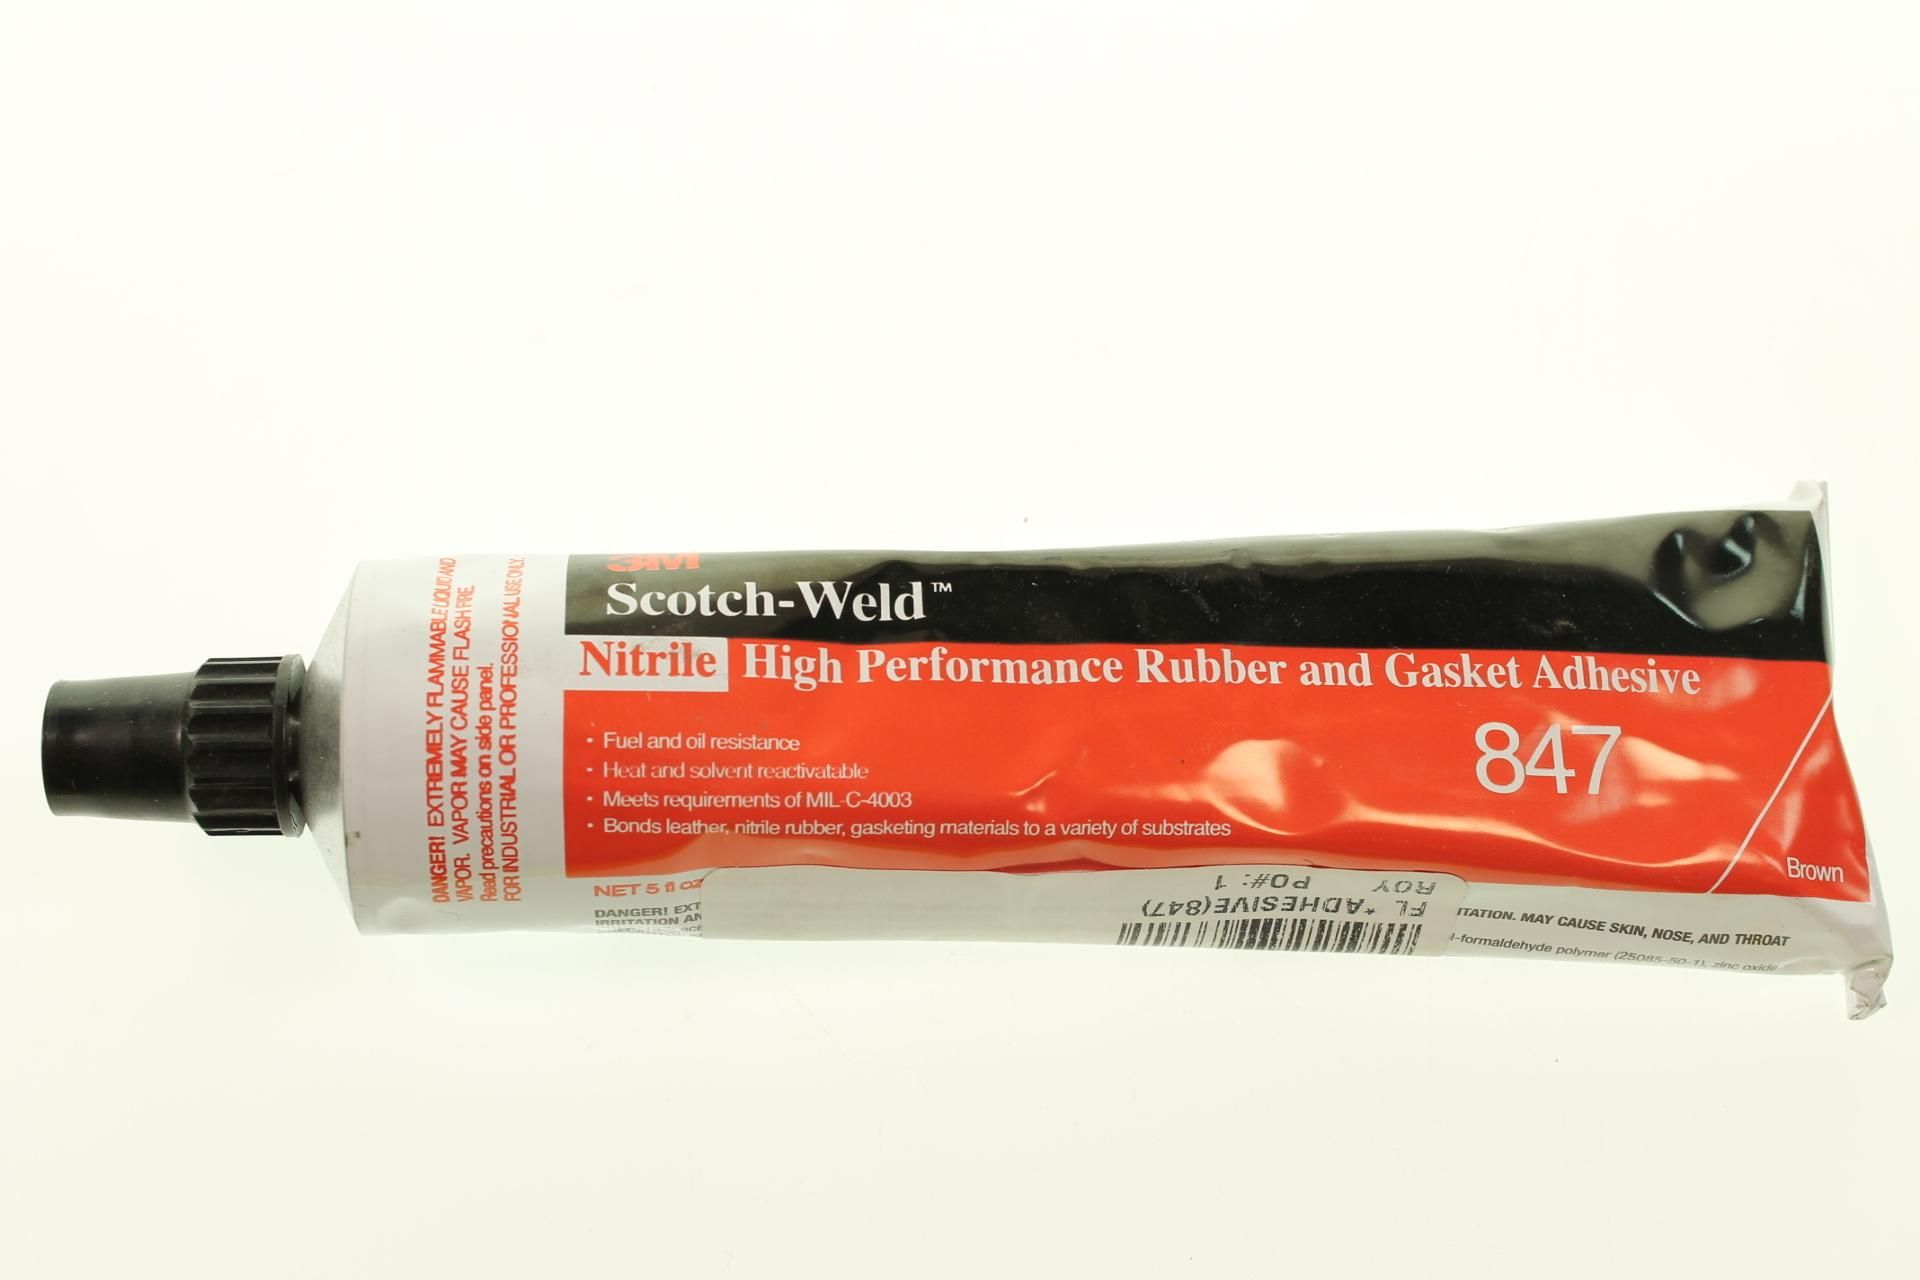 DANGER! EXTREMELY FLAMMABLE LIQUID AND
VAPOR. VAPOR MAY CAUSE FLASH FIRE.
Read precautions on side panel.
FOR INDUSTRIAL OR PROFESSIONAL USE ONLY.
3M
Scotch-Weld™
Nitrile High Performance Rubber and Gasket Adhesive
847
• Fuel and oil resistance
• Heat and solvent reactivatable
• Meets requirements of MIL-C-4003
• Bonds leather, nitrile rubber, gasketing materials to a variety of substrates
Brown
NET 5 fl oz
DANGER! EXT
IRRITATION AN
FL *ADHESIVE(847)
ROY PO#: 1
ITATION. MAY CAUSE SKIN, NOSE, AND THROAT
-formaldehyde polymer (25085-50-1), zinc oxide